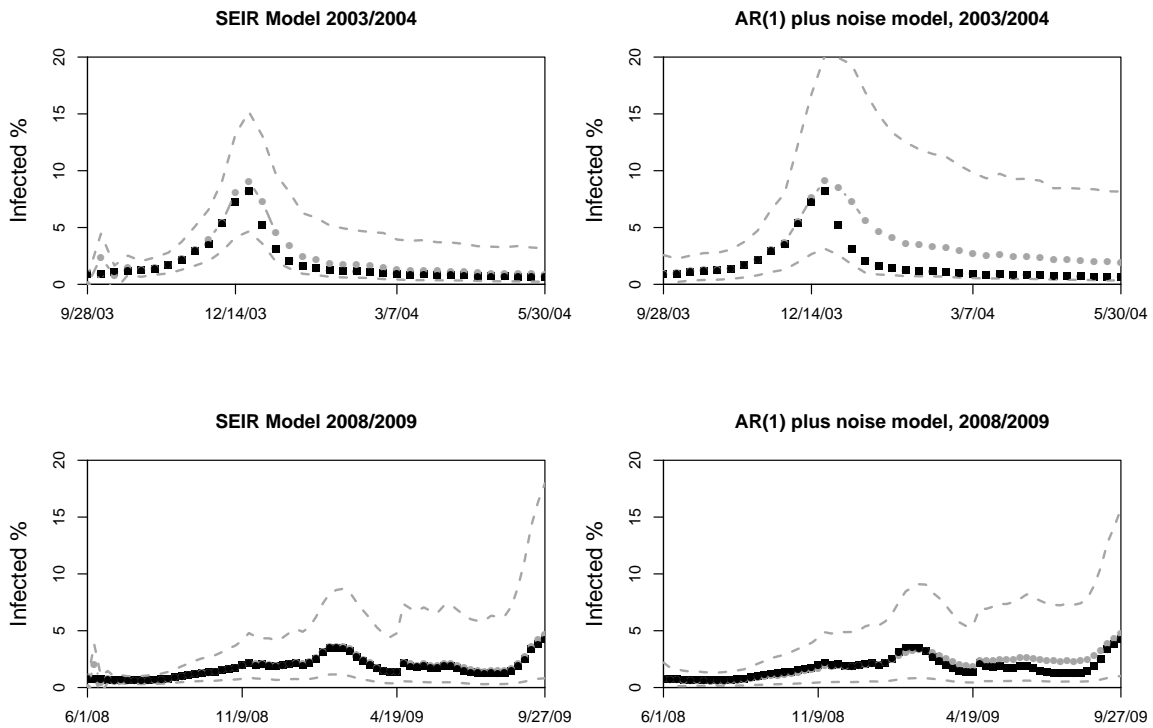 SEIR Model 2003/2004
Infected %
20
15
10
5
0
9/28/03 12/14/03 3/7/04 5/30/04
AR(1) plus noise model, 2003/2004
Infected %
20
15
10
5
0
9/28/03 12/14/03 3/7/04 5/30/04
SEIR Model 2008/2009
Infected %
20
15
10
5
0
6/1/08 11/9/08 4/19/09 9/27/09
AR(1) plus noise model, 2008/2009
Infected %
20
15
10
5
0
6/1/08 11/9/08 4/19/09 9/27/09